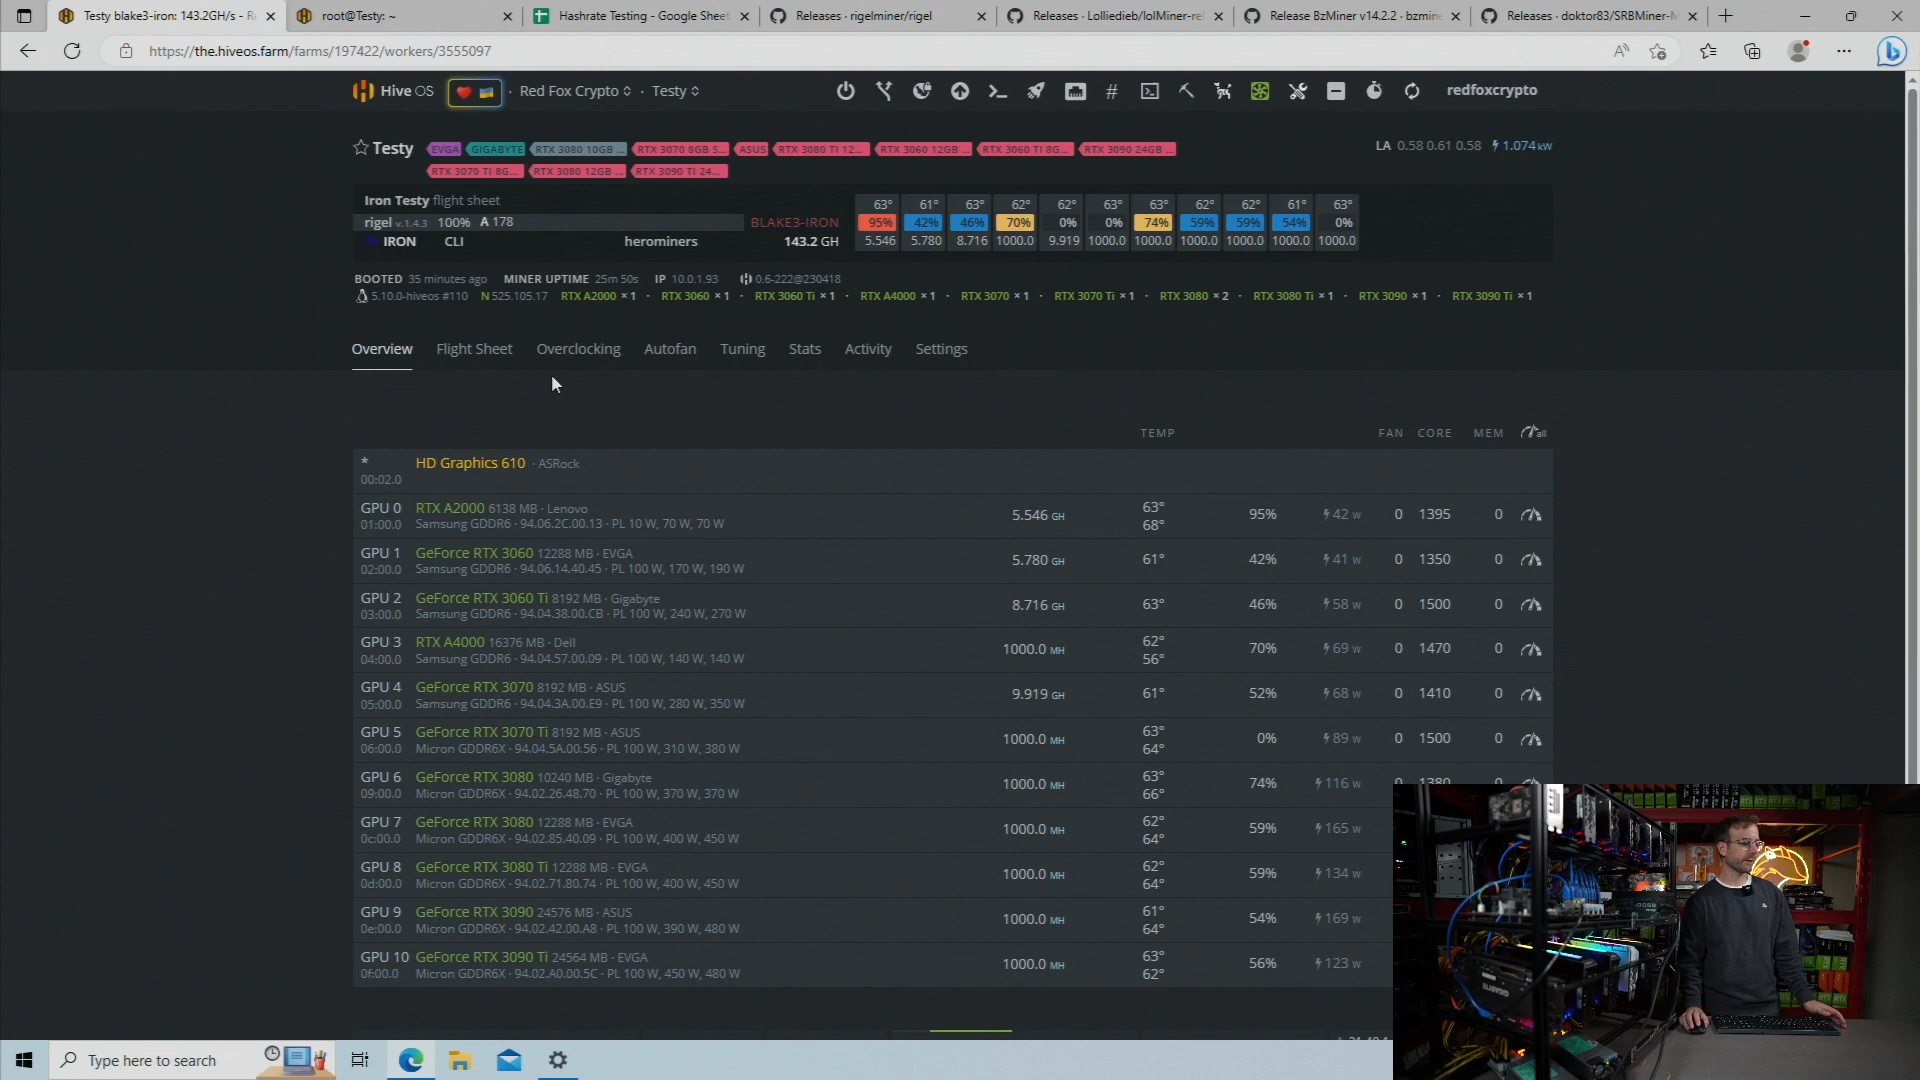 Testy blake3-iron: 143.2GH/s - Re
root@Testy: ~
Hashrate Testing - Google Sheet
Releases · rigelminer/rigel
Releases · Lolliedieb/lolMiner-re
Release BzMiner v14.2.2 · bzmine
Releases · doktor83/SRBMiner-M
https://the.hiveos.farm/farms/197422/workers/3555097
Hive OS · Red Fox Crypto · Testy redfoxcrypto
Testy EVGA GIGABYTE RTX 3080 10GB ... RTX 3070 8GB S... ASUS RTX 3080 TI 12... RTX 3060 12GB ... RTX 3060 TI 8G... RTX 3090 24GB ... LA 0.58 0.61 0.58 1.074 kW
RTX 3070 TI 8G... RTX 3080 12GB ... RTX 3090 TI 24...
Iron Testy flight sheet 63° 61° 63° 62° 62° 63° 63° 62° 62° 61° 63°
rigel v.1.4.3 100% A 178 BLAKE3-IRON 95% 42% 46% 70% 0% 0% 74% 59% 59% 54% 0%
IRON CLI herominers 143.2 GH 5.546 5.780 8.716 1000.0 9.919 1000.0 1000.0 1000.0 1000.0 1000.0 1000.0
BOOTED 35 minutes ago MINER UPTIME 25m 50s IP 10.0.1.93 0.6-222@230418
5.10.0-hiveos #110 N 525.105.17 RTX A2000 × 1 · RTX 3060 × 1 · RTX 3060 Ti × 1 · RTX A4000 × 1 · RTX 3070 × 1 · RTX 3070 Ti × 1 · RTX 3080 × 2 · RTX 3080 Ti × 1 · RTX 3090 × 1 · RTX 3090 Ti × 1
Overview Flight Sheet Overclocking Autofan Tuning Stats Activity Settings
TEMP FAN CORE MEM all
* HD Graphics 610 · ASRock
00:02.0
GPU 0 RTX A2000 6138 MB · Lenovo 5.546 GH 63° 95% 42 W 0 1395 0
01:00.0 Samsung GDDR6 · 94.06.2C.00.13 · PL 10 W, 70 W, 70 W 68°
GPU 1 GeForce RTX 3060 12288 MB · EVGA 5.780 GH 61° 42% 41 W 0 1350 0
02:00.0 Samsung GDDR6 · 94.06.14.40.45 · PL 100 W, 170 W, 190 W
GPU 2 GeForce RTX 3060 Ti 8192 MB · Gigabyte 8.716 GH 63° 46% 58 W 0 1500 0
03:00.0 Samsung GDDR6 · 94.04.38.00.CB · PL 100 W, 240 W, 270 W
GPU 3 RTX A4000 16376 MB · Dell 1000.0 MH 62° 70% 69 W 0 1470 0
04:00.0 Samsung GDDR6 · 94.04.57.00.09 · PL 100 W, 140 W, 140 W 56°
GPU 4 GeForce RTX 3070 8192 MB · ASUS 9.919 GH 61° 52% 68 W 0 1410 0
05:00.0 Samsung GDDR6 · 94.04.3A.00.E9 · PL 100 W, 280 W, 350 W
GPU 5 GeForce RTX 3070 Ti 8192 MB · ASUS 1000.0 MH 63° 0% 89 W 0 1500 0
06:00.0 Micron GDDR6X · 94.04.5A.00.56 · PL 100 W, 310 W, 380 W 64°
GPU 6 GeForce RTX 3080 10240 MB · Gigabyte 1000.0 MH 63° 74% 116 W 0 1380 0
09:00.0 Micron GDDR6X · 94.02.26.48.70 · PL 100 W, 370 W, 370 W 66°
GPU 7 GeForce RTX 3080 12288 MB · EVGA 1000.0 MH 62° 59% 165 W
0c:00.0 Micron GDDR6X · 94.02.85.40.09 · PL 100 W, 400 W, 450 W 64°
GPU 8 GeForce RTX 3080 Ti 12288 MB · EVGA 1000.0 MH 62° 59% 134 W
0d:00.0 Micron GDDR6X · 94.02.71.80.74 · PL 100 W, 400 W, 450 W 64°
GPU 9 GeForce RTX 3090 24576 MB · ASUS 1000.0 MH 61° 54% 169 W
0e:00.0 Micron GDDR6X · 94.02.42.00.A8 · PL 100 W, 390 W, 480 W 64°
GPU 10 GeForce RTX 3090 Ti 24564 MB · EVGA 1000.0 MH 63° 56% 123 W
0f:00.0 Micron GDDR6X · 94.02.A0.00.5C · PL 100 W, 450 W, 480 W 62°
Type here to search
GIGABYTE